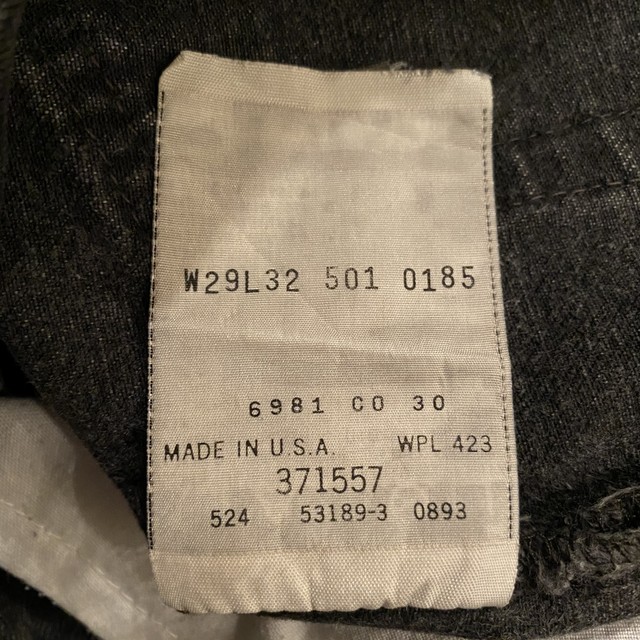 W29L32 501 0185
6981 CO 30
MADE IN U.S.A. WPL 423
371557
524 53189-3 0893